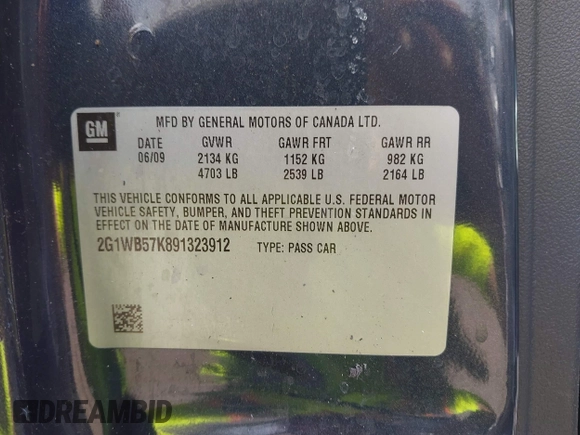 GM
MFD BY GENERAL MOTORS OF CANADA LTD.
DATE GVWR GAWR FRT GAWR RR
06/09 2134 KG 1152 KG 982 KG
4703 LB 2539 LB 2164 LB
THIS VEHICLE CONFORMS TO ALL APPLICABLE U.S. FEDERAL MOTOR
VEHICLE SAFETY, BUMPER, AND THEFT PREVENTION STANDARDS IN
EFFECT ON THE DATE OF MANUFACTURE SHOWN ABOVE.
2G1WB57K891323912 TYPE: PASS CAR
DREAMBID